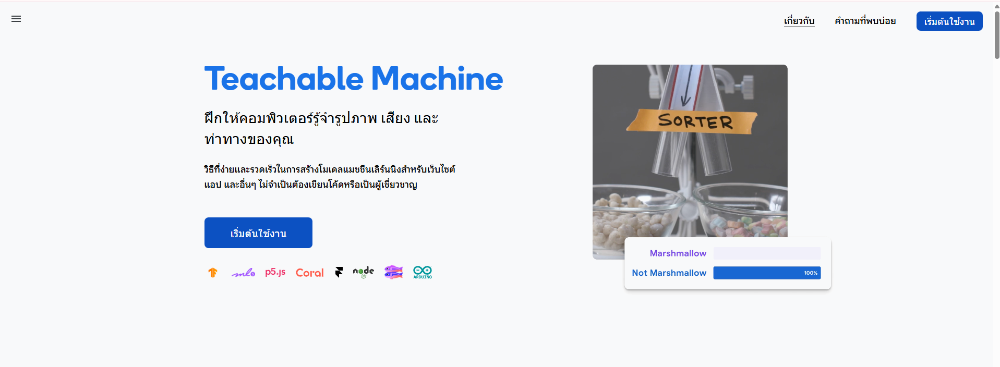 เกี่ยวกับ
คำถามที่พบบ่อย
เริ่มต้นใช้งาน
Teachable Machine
ฝึกให้คอมพิวเตอร์รู้จำรูปภาพ เสียง และ
ท่าทางของคุณ
วิธีที่ง่ายและรวดเร็วในการสร้างโมเดลแมชชีนเลิร์นนิงสำหรับเว็บไซต์
แอป และอื่นๆ ไม่จำเป็นต้องเขียนโค้ดหรือเป็นผู้เชี่ยวชาญ
เริ่มต้นใช้งาน
ml5
p5.js
Coral
node
JS
ARDUINO
SORTER
Marshmallow
Not Marshmallow
100%